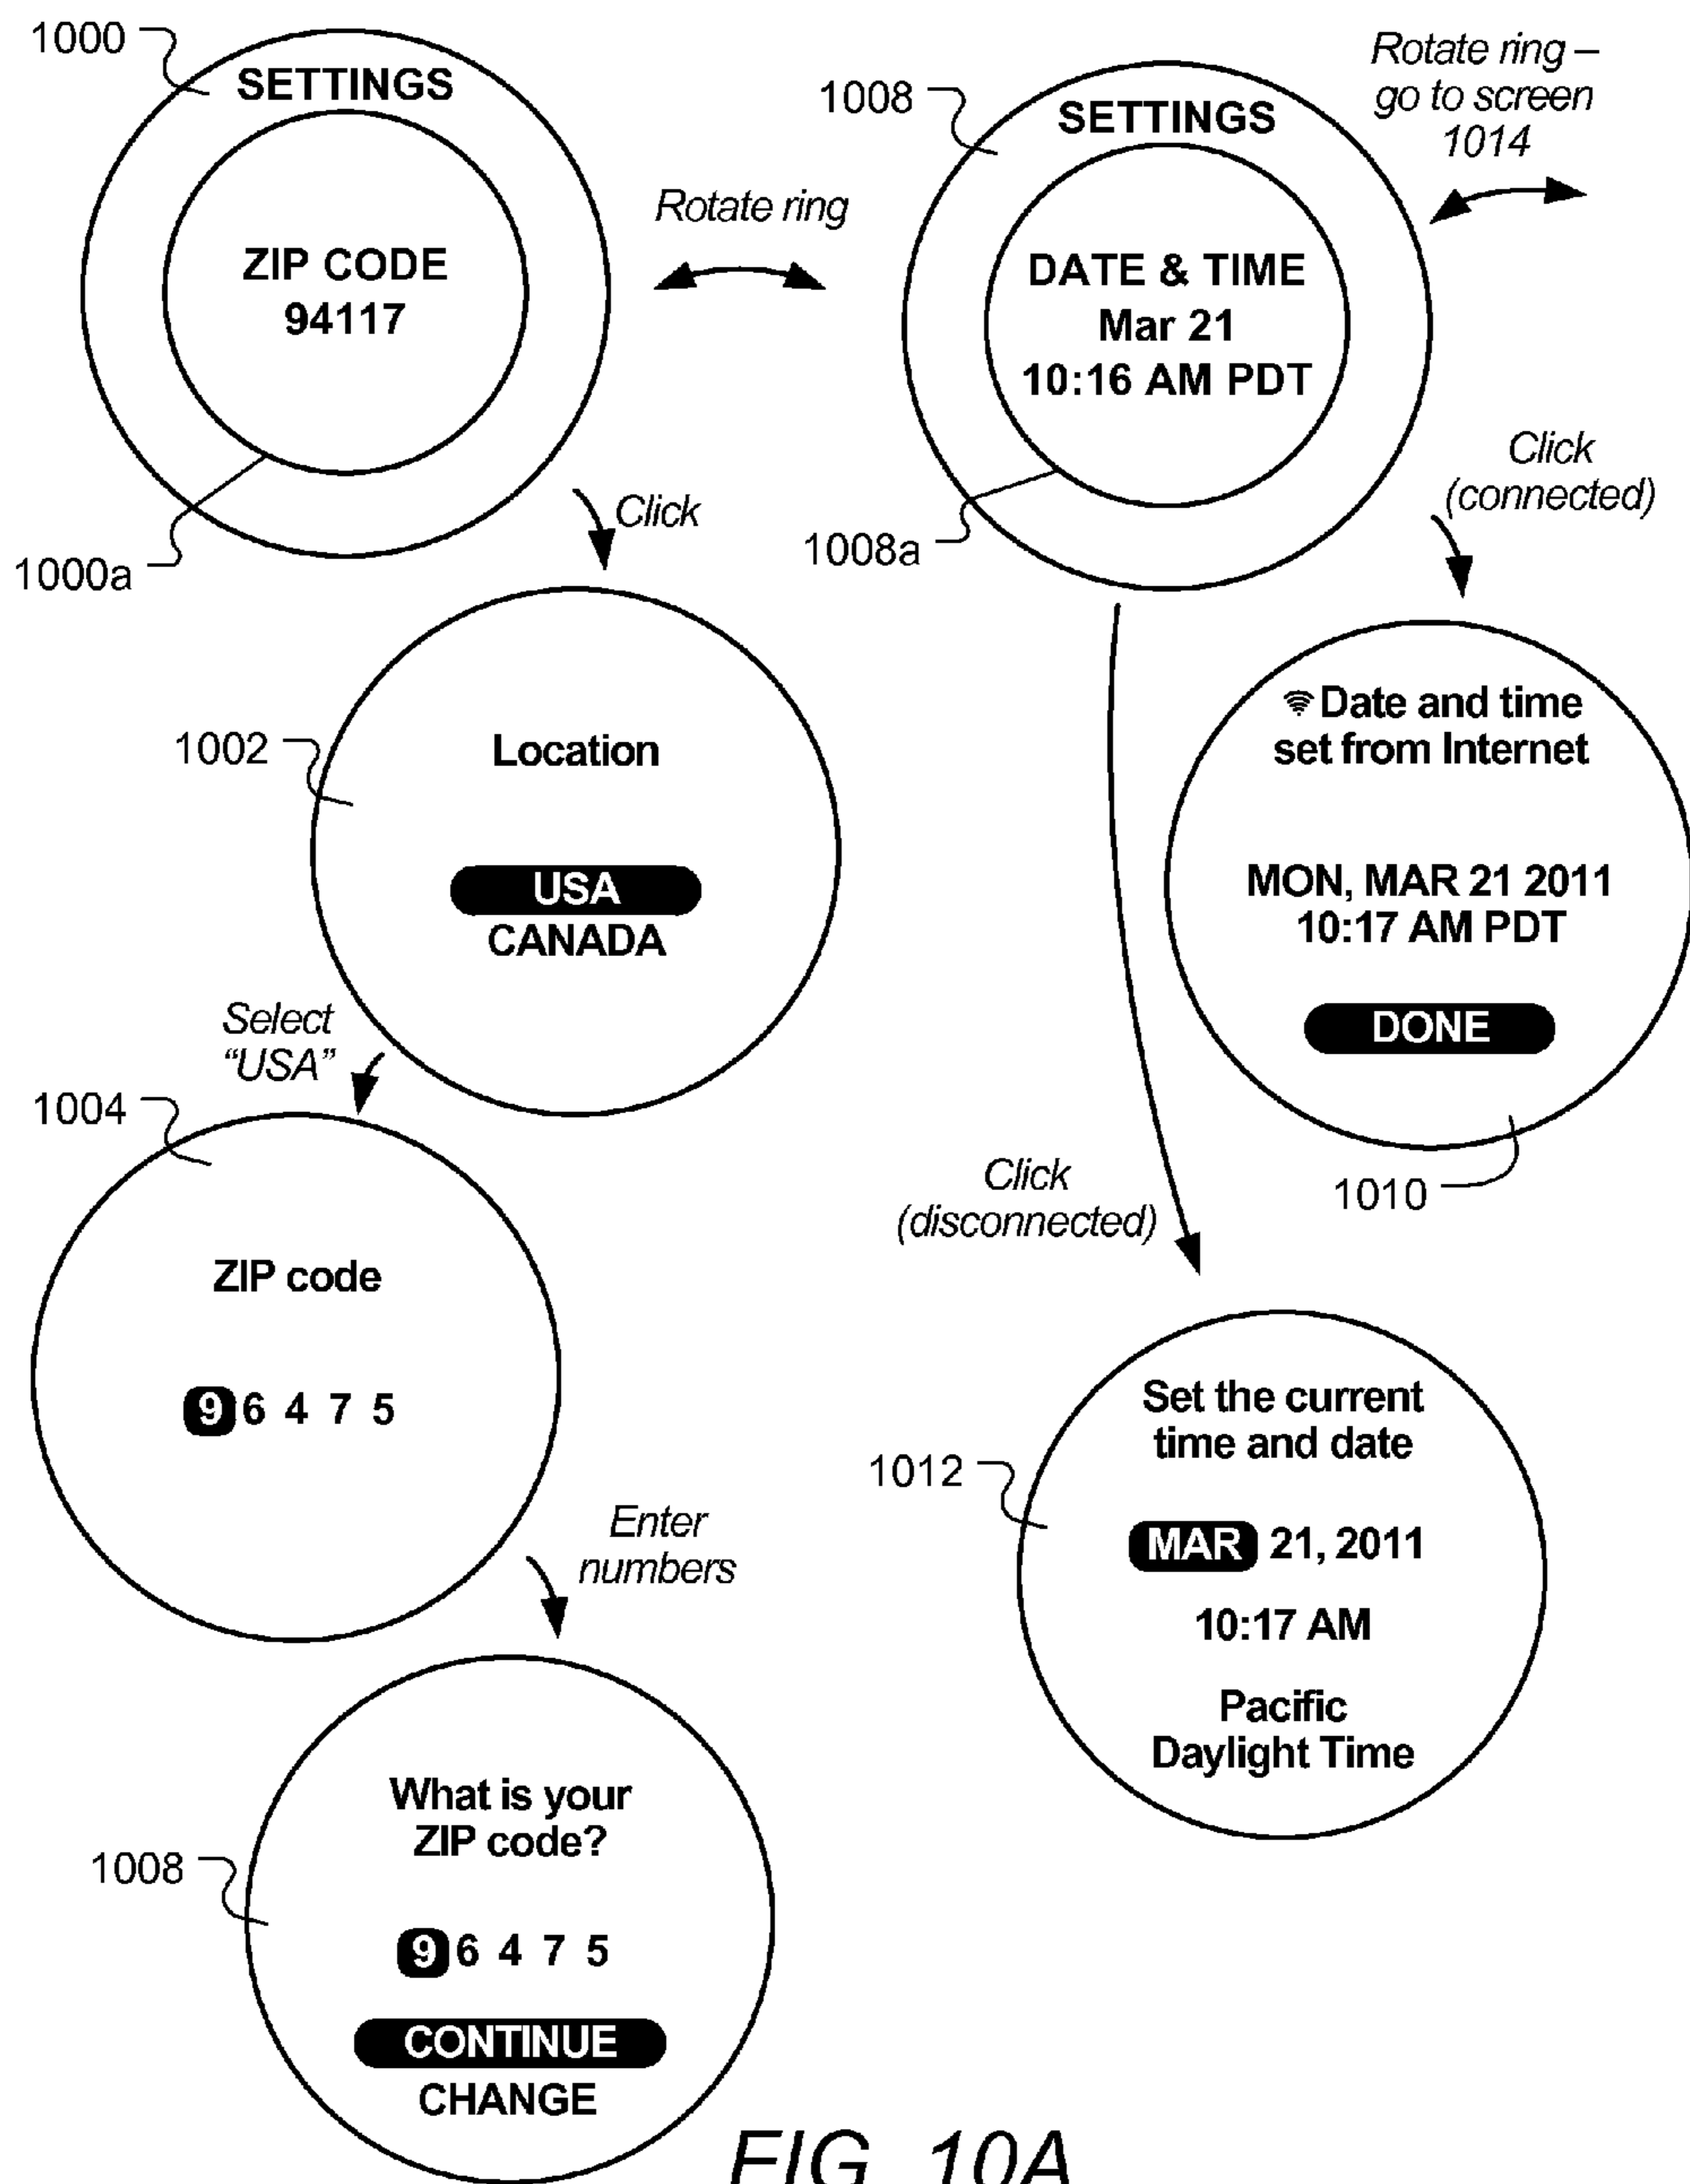 1000
SETTINGS
ZIP CODE
94117
1000a
Rotate ring
1008
SETTINGS
DATE & TIME
Mar 21
10:16 AM PDT
1008a
Rotate ring –
go to screen
1014
Click
Click
(connected)
1002
Location
USA
CANADA
Date and time
set from Internet
MON, MAR 21 2011
10:17 AM PDT
DONE
1010
Select
“USA”
1004
ZIP code
9 6 4 7 5
Click
(disconnected)
Enter
numbers
1012
Set the current
time and date
MAR 21, 2011
10:17 AM
Pacific
Daylight Time
1008
What is your
ZIP code?
9 6 4 7 5
CONTINUE
CHANGE
FIG. 10A